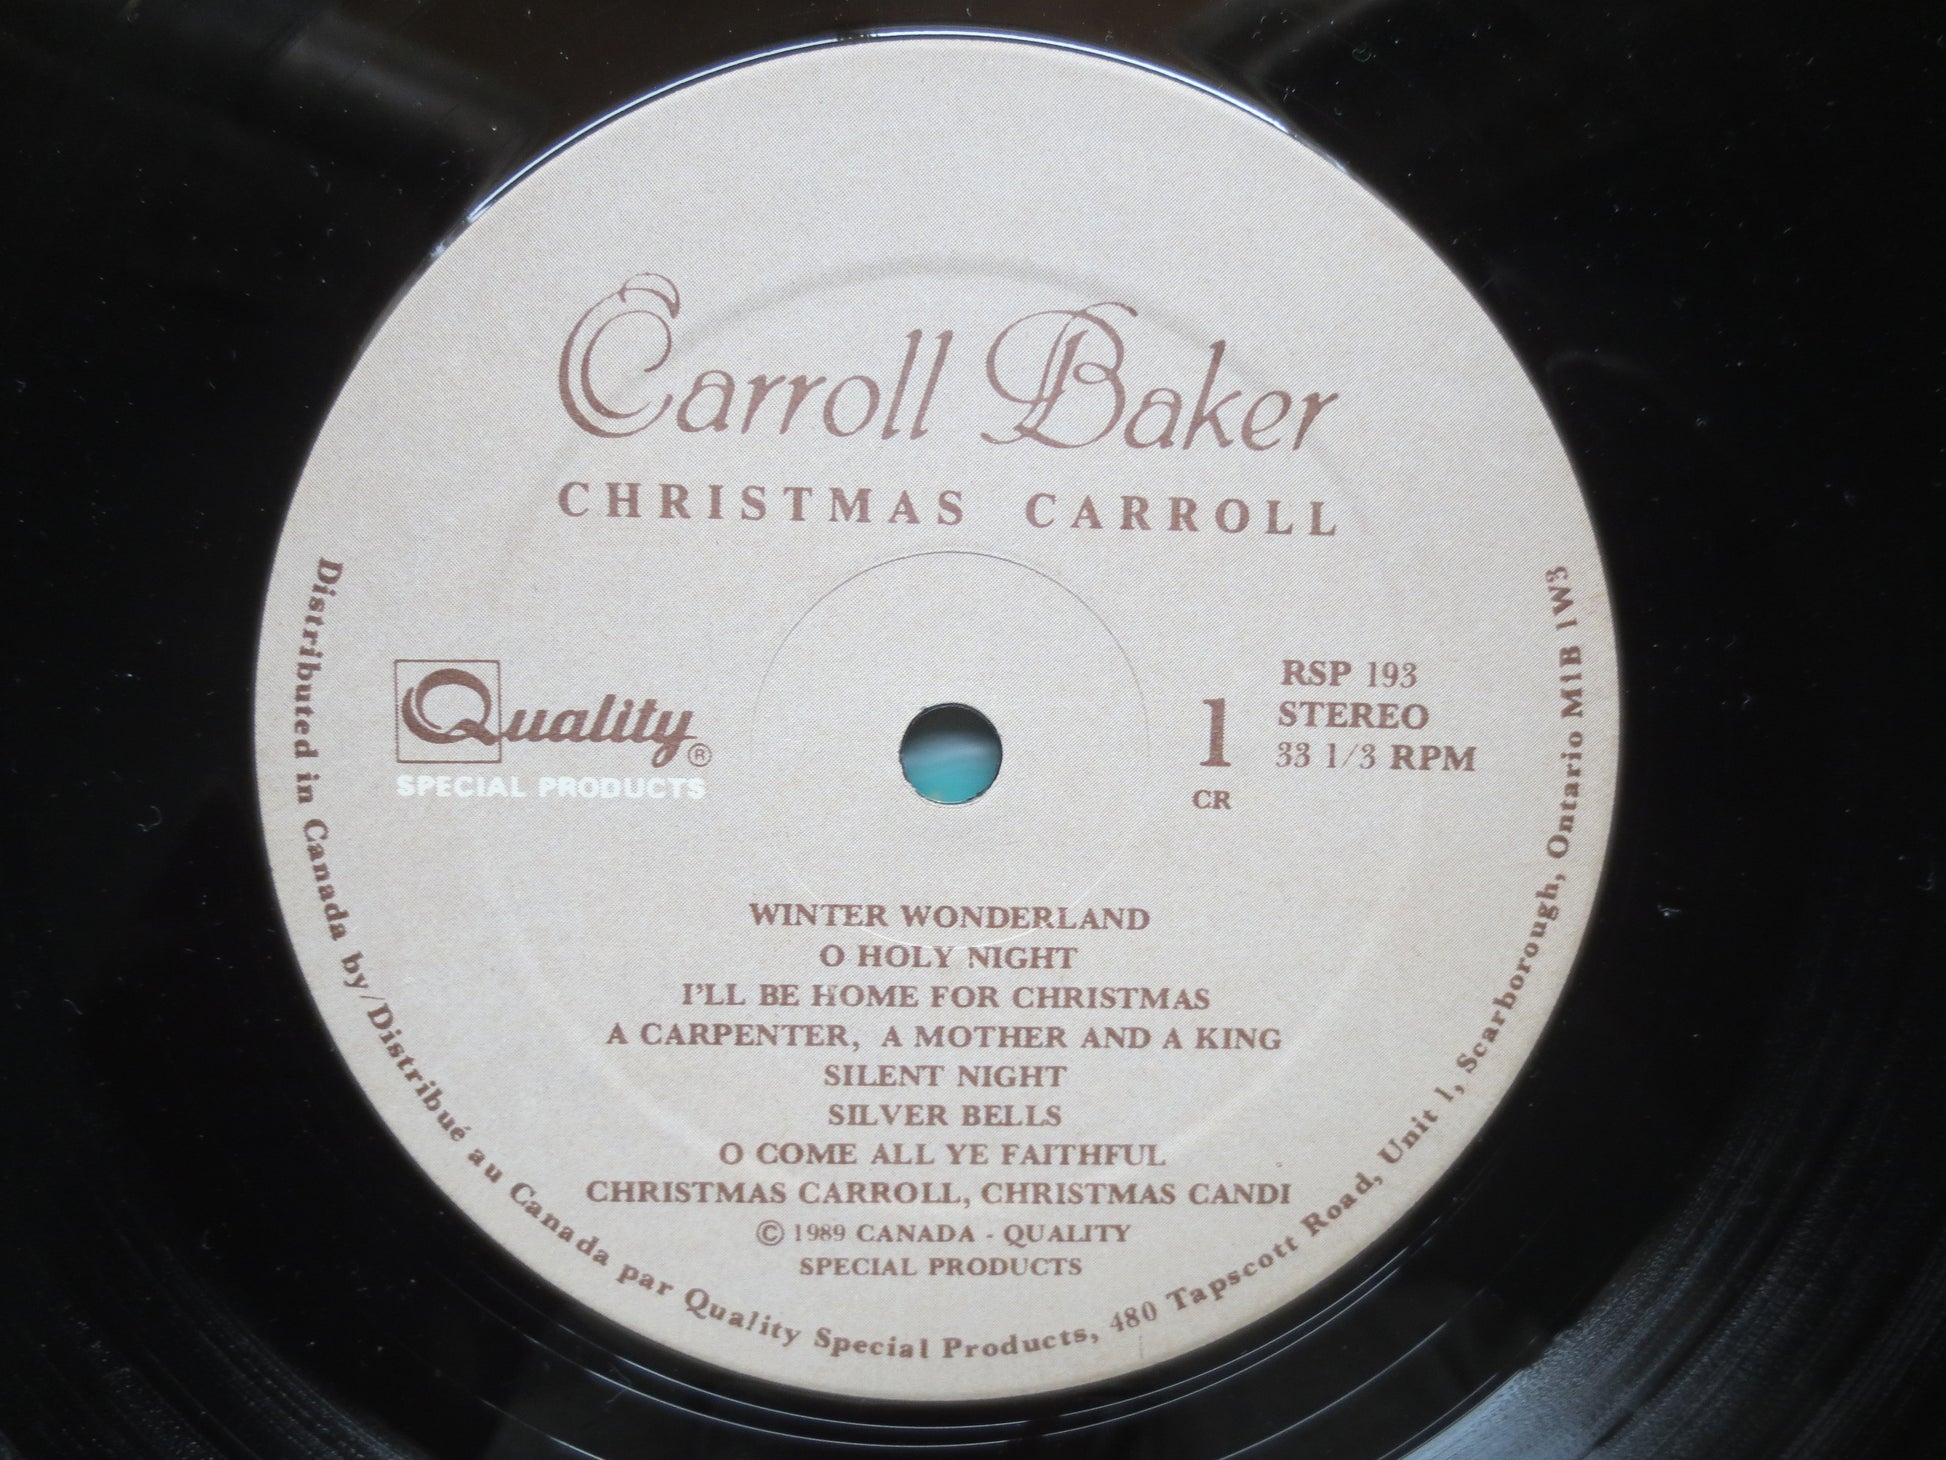 Carroll Baker
CHRISTMAS CARROLL
Quality®
SPECIAL PRODUCTS
1
CR
RSP 193
STEREO
33 1/3 RPM
WINTER WONDERLAND
O HOLY NIGHT
I'LL BE HOME FOR CHRISTMAS
A CARPENTER, A MOTHER AND A KING
SILENT NIGHT
SILVER BELLS
O COME ALL YE FAITHFUL
CHRISTMAS CARROLL, CHRISTMAS CANDI
© 1989 CANADA - QUALITY
SPECIAL PRODUCTS
Distributed in Canada by/Distribué au Canada par Quality Special Products, 480 Tapscott Road, Unit 1, Scarborough, Ontario M1B 1W3